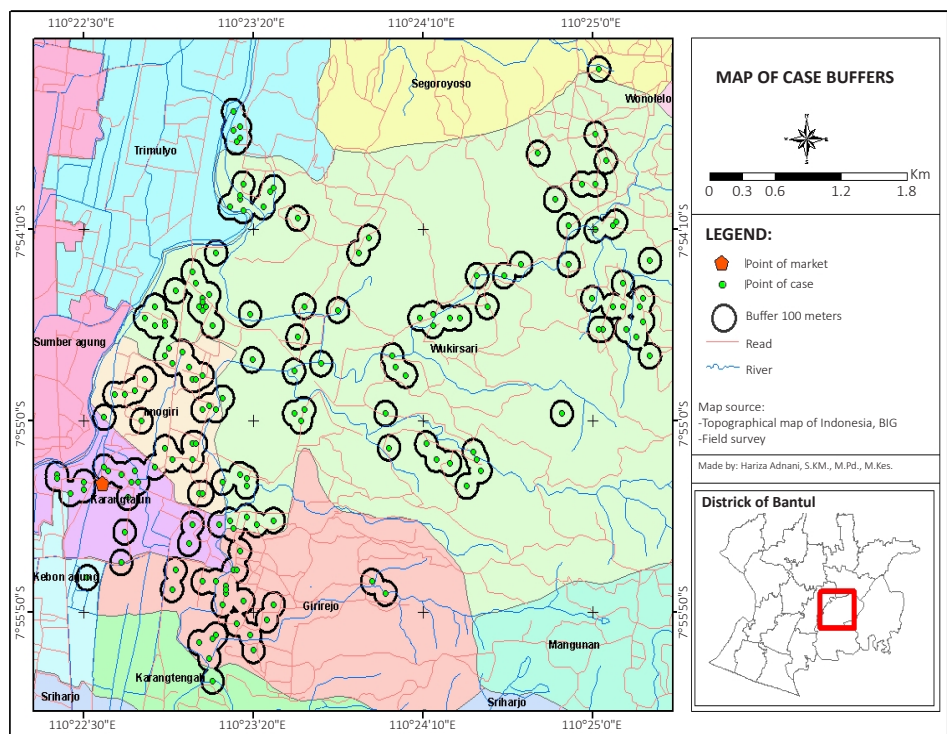 110°22'30"E 110°23'20"E 110°24'10"E 110°25'0"E
Segoroyoso
Wonolelo
Trimulyo
7°54'10"S 7°54'10"S
Sumber agung
Wukirsari
Imogiri
7°55'0"S 7°55'0"S
Karangtalun
Kebon agung
Girirejo
7°55'50"S 7°55'50"S
Mangunan
Karangtengah
Sriharjo
Sriharjo
110°22'30"E 110°23'20"E 110°24'10"E 110°25'0"E
MAP OF CASE BUFFERS
Km
0 0.3 0.6 1.2 1.8
LEGEND:
Point of market
Point of case
Buffer 100 meters
Read
River
Map source:
-Topographical map of Indonesia, BIG
-Field survey
Made by: Hariza Adnani, S.KM., M.Pd., M.Kes.
Districk of Bantul